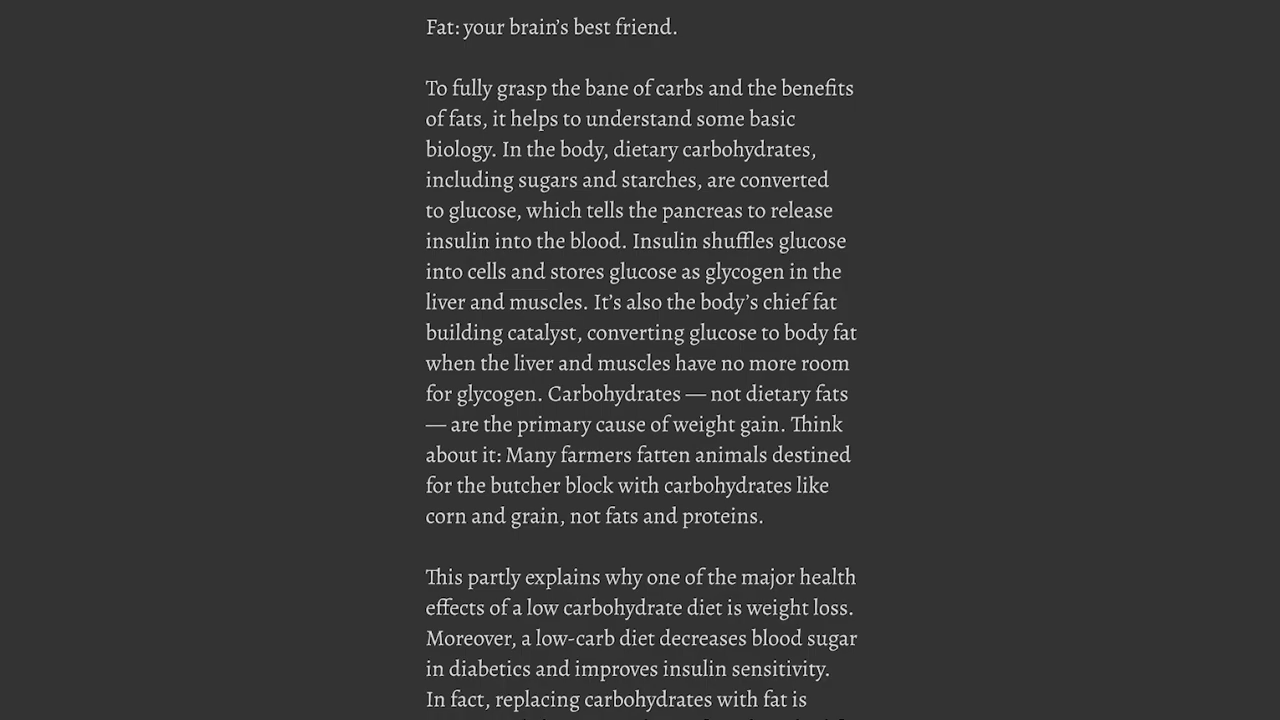 Fat: your brain’s best friend.
To fully grasp the bane of carbs and the benefits
of fats, it helps to understand some basic
biology. In the body, dietary carbohydrates,
including sugars and starches, are converted
to glucose, which tells the pancreas to release
insulin into the blood. Insulin shuffles glucose
into cells and stores glucose as glycogen in the
liver and muscles. It’s also the body’s chief fat
building catalyst, converting glucose to body fat
when the liver and muscles have no more room
for glycogen. Carbohydrates — not dietary fats
— are the primary cause of weight gain. Think
about it: Many farmers fatten animals destined
for the butcher block with carbohydrates like
corn and grain, not fats and proteins.
This partly explains why one of the major health
effects of a low carbohydrate diet is weight loss.
Moreover, a low-carb diet decreases blood sugar
in diabetics and improves insulin sensitivity.
In fact, replacing carbohydrates with fat is